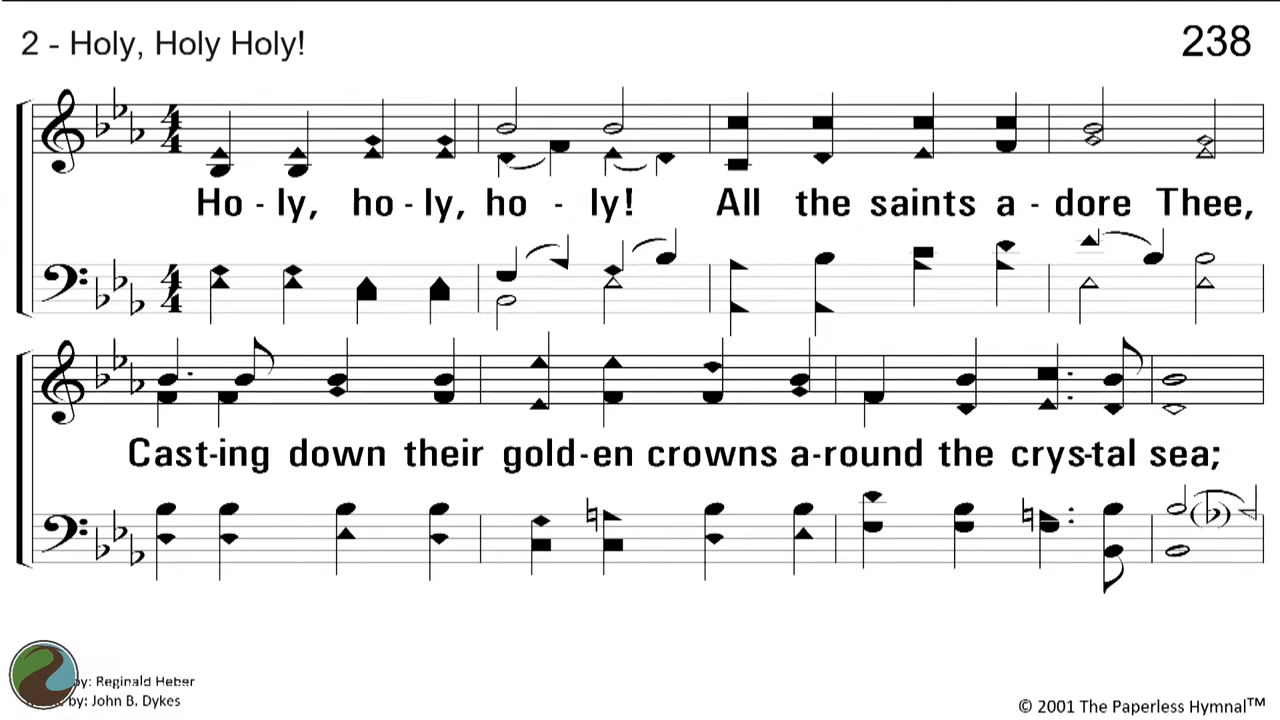 2 - Holy, Holy Holy!
238
Ho - ly, ho - ly, ho - ly! All the saints a - dore Thee,
Cast-ing down their gold-en crowns a-round the crys-tal sea;
by: Reginald Heber
by: John B. Dykes
© 2001 The Paperless Hymnal™